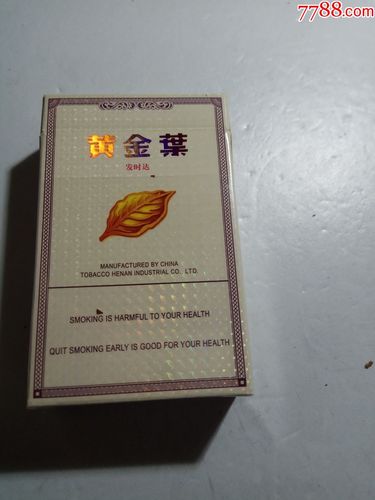 7788.com
黄金葉
发时达
MANUFACTURED BY CHINA
TOBACCO HENAN INDUSTRIAL CO., LTD.
SMOKING IS HARMFUL TO YOUR HEALTH
QUIT SMOKING EARLY IS GOOD FOR YOUR HEALTH